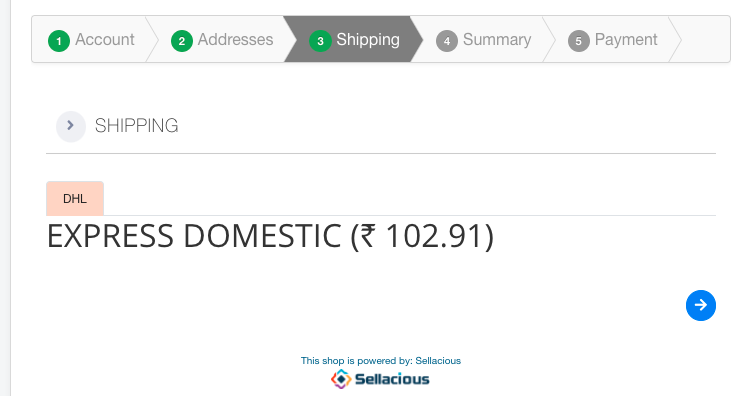 1 Account 2 Addresses 3 Shipping 4 Summary 5 Payment
SHIPPING
DHL
EXPRESS DOMESTIC (₹ 102.91)
This shop is powered by: Sellacious
Sellacious